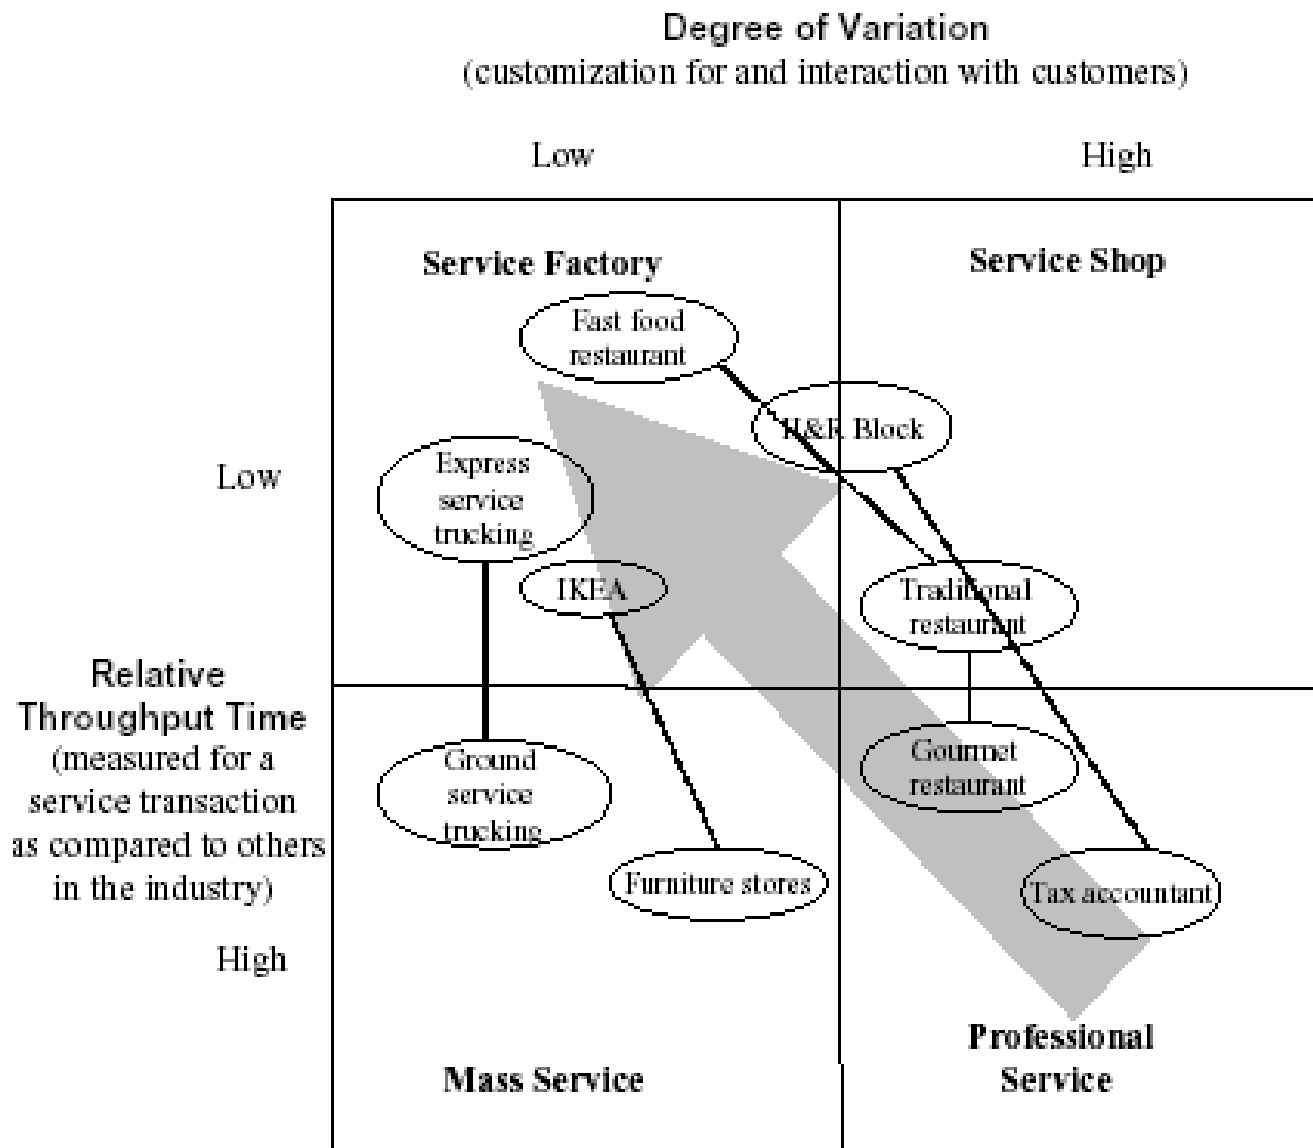 Degree of Variation
(customization for and interaction with customers)
Low
High
Service Factory
Service Shop
Fast food
restaurant
H&R Block
Low
Express
service
trucking
IKEA
Traditional
restaurant
Relative
Throughput Time
(measured for a
service transaction
as compared to others
in the industry)
Ground
service
trucking
Gourmet
restaurant
Furniture stores
Tax accountant
High
Professional
Service
Mass Service